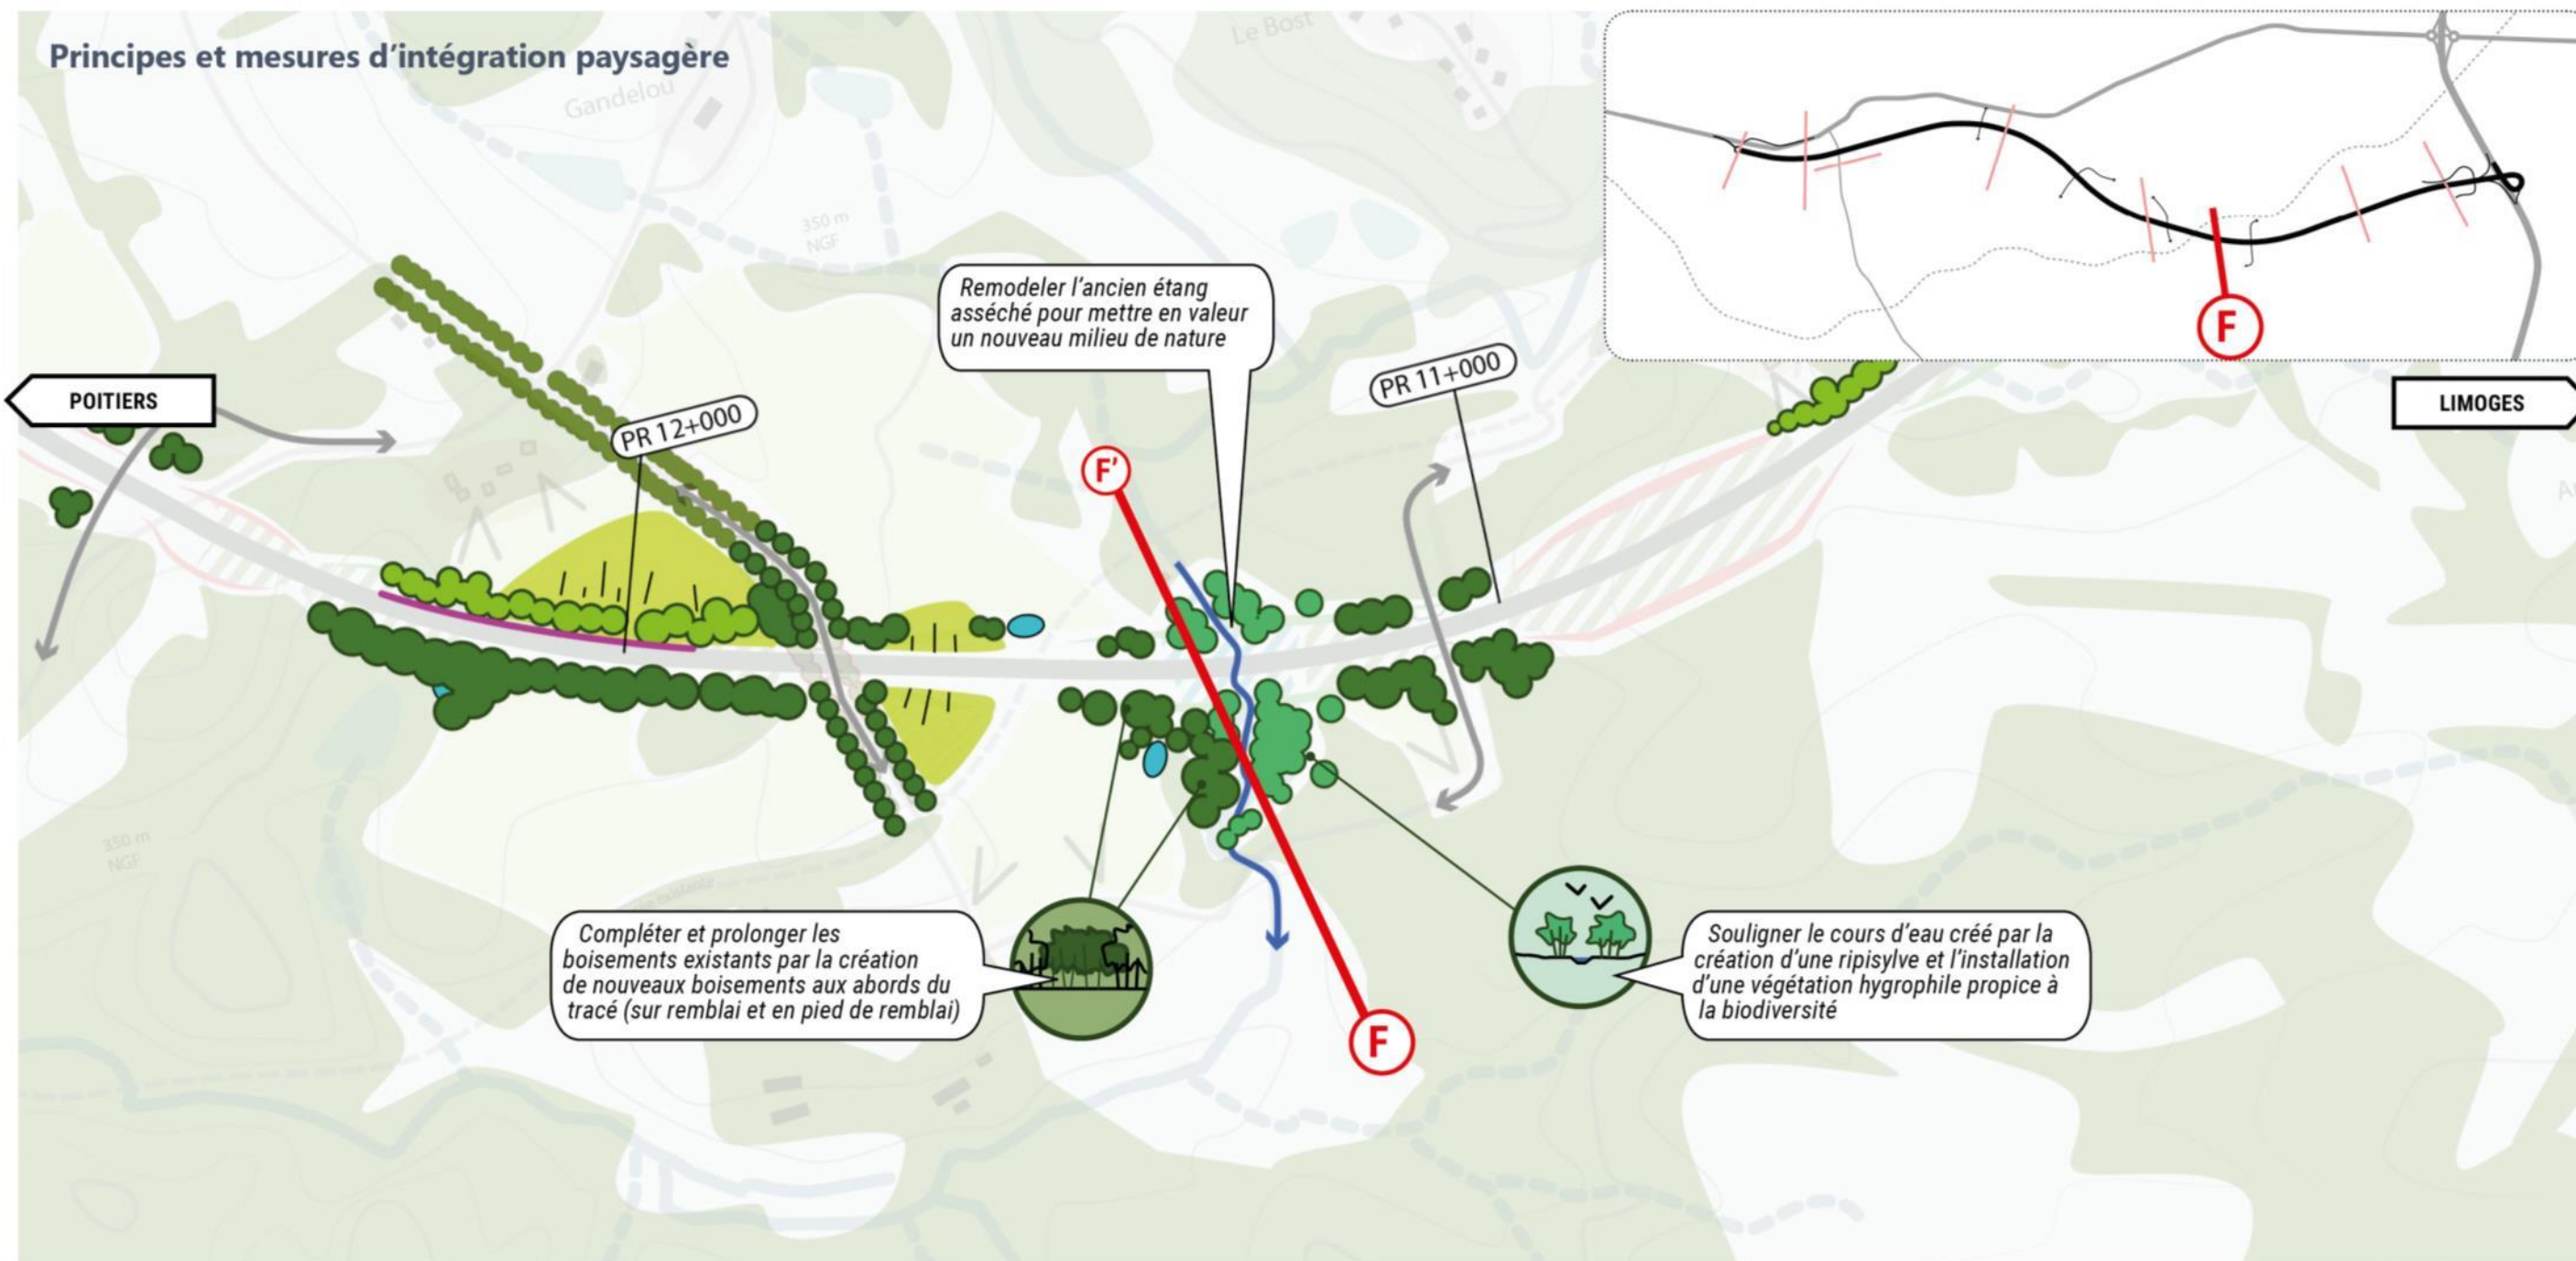 Principes et mesures d'intégration paysagère
Le Bost
Gandelou
350 m
NGF
Remodeler l'ancien étang
asséché pour mettre en valeur
un nouveau milieu de nature
F
PR 11+000
POITIERS
LIMOGES
PR 12+000
F'
350 m
NGF
Compléter et prolonger les
boisements existants par la création
de nouveaux boisements aux abords du
tracé (sur remblai et en pied de remblai)
Souligner le cours d'eau créé par la
création d'une ripisylve et l'installation
d'une végétation hygrophile propice à
la biodiversité
F